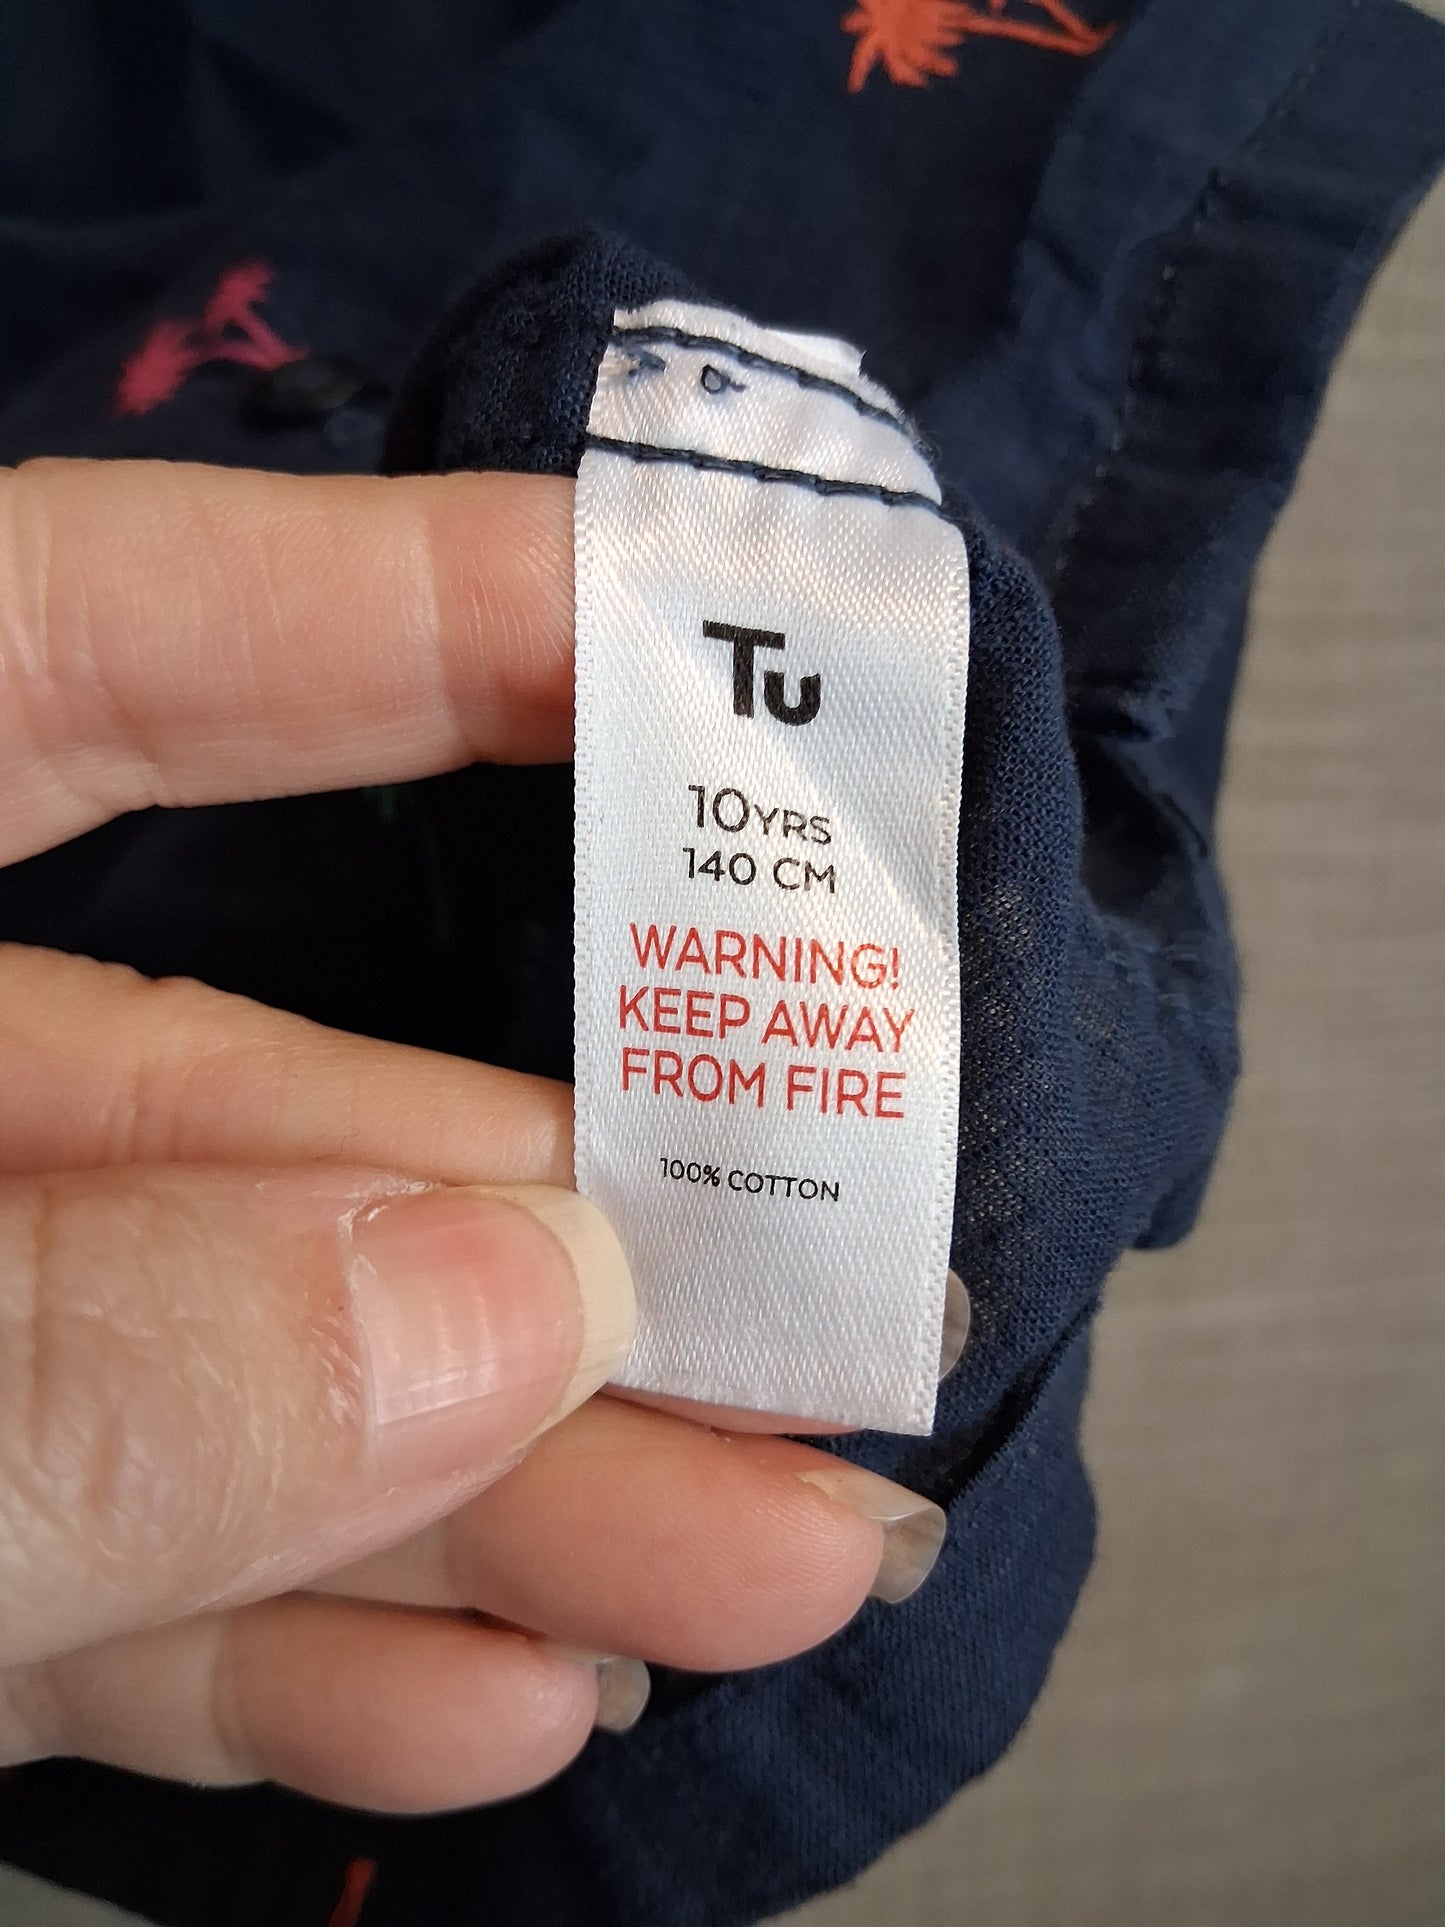 Tu
10YRS
140 CM
WARNING!
KEEP AWAY
FROM FIRE
100% COTTON